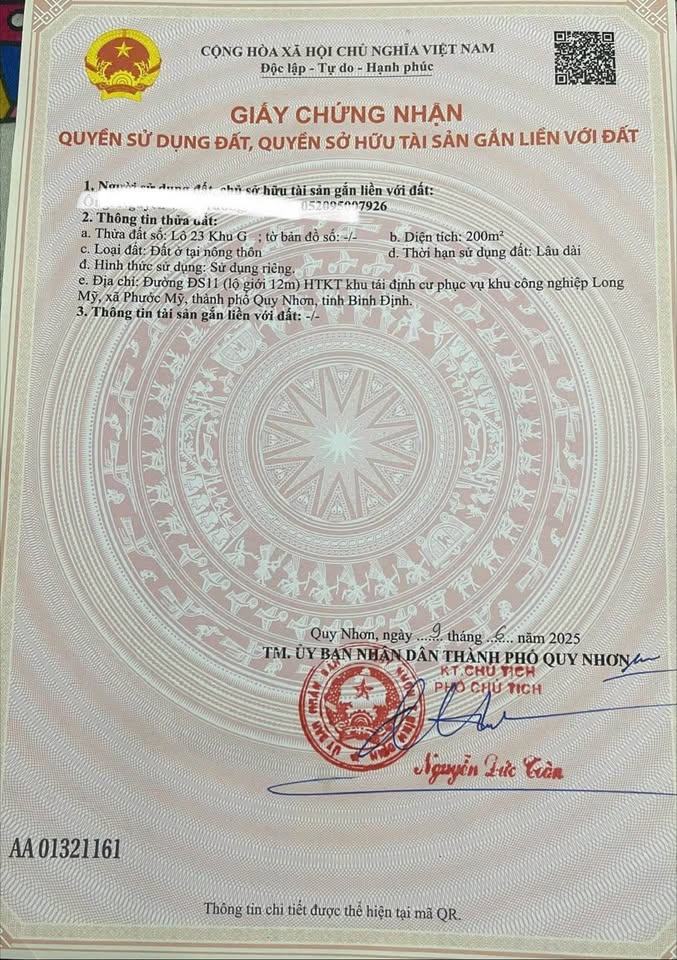 CỘNG HÒA XÃ HỘI CHỦ NGHĨA VIỆT NAM
Độc lập - Tự do - Hạnh phúc
GIẤY CHỨNG NHẬN
QUYỀN SỬ DỤNG ĐẤT, QUYỀN SỞ HỮU TÀI SẢN GẮN LIỀN VỚI ĐẤT
1. Người sử dụng đất, chủ sở hữu tài sản gắn liền với đất:
2. Thông tin thửa đất:
a. Thửa đất số: Lô 23 Khu G ; tờ bản đồ số: -/- b. Diện tích: 200m²
c. Loại đất: Đất ở tại nông thôn d. Thời hạn sử dụng đất: Lâu dài
đ. Hình thức sử dụng: Sử dụng riêng.
e. Địa chỉ: Đường ĐS11 (lộ giới 12m) HTKT khu tái định cư phục vụ khu công nghiệp Long
Mỹ, xã Phước Mỹ, thành phố Quy Nhơn, tỉnh Bình Định.
3. Thông tin tài sản gắn liền với đất: -/-
Quy Nhơn, ngày ....9. tháng ..6... năm 2025
TM. ỦY BAN NHÂN DÂN THÀNH PHỐ QUY NHƠN
KT.CHỦ TỊCH
PHÓ CHỦ TỊCH
Nguyễn Đức Toàn
AA 01321161
Thông tin chi tiết được thể hiện tại mã QR.